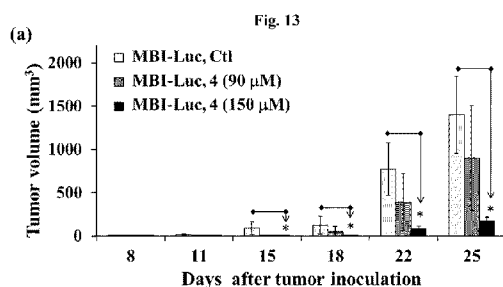 Fig. 13
(a)
MBI-Luc, Ctl
MBI-Luc, 4 (90 μM)
MBI-Luc, 4 (150 μM)
Tumor volume (mm³)
2000
1500
1000
500
0
* * * *
8 11 15 18 22 25
Days after tumor inoculation